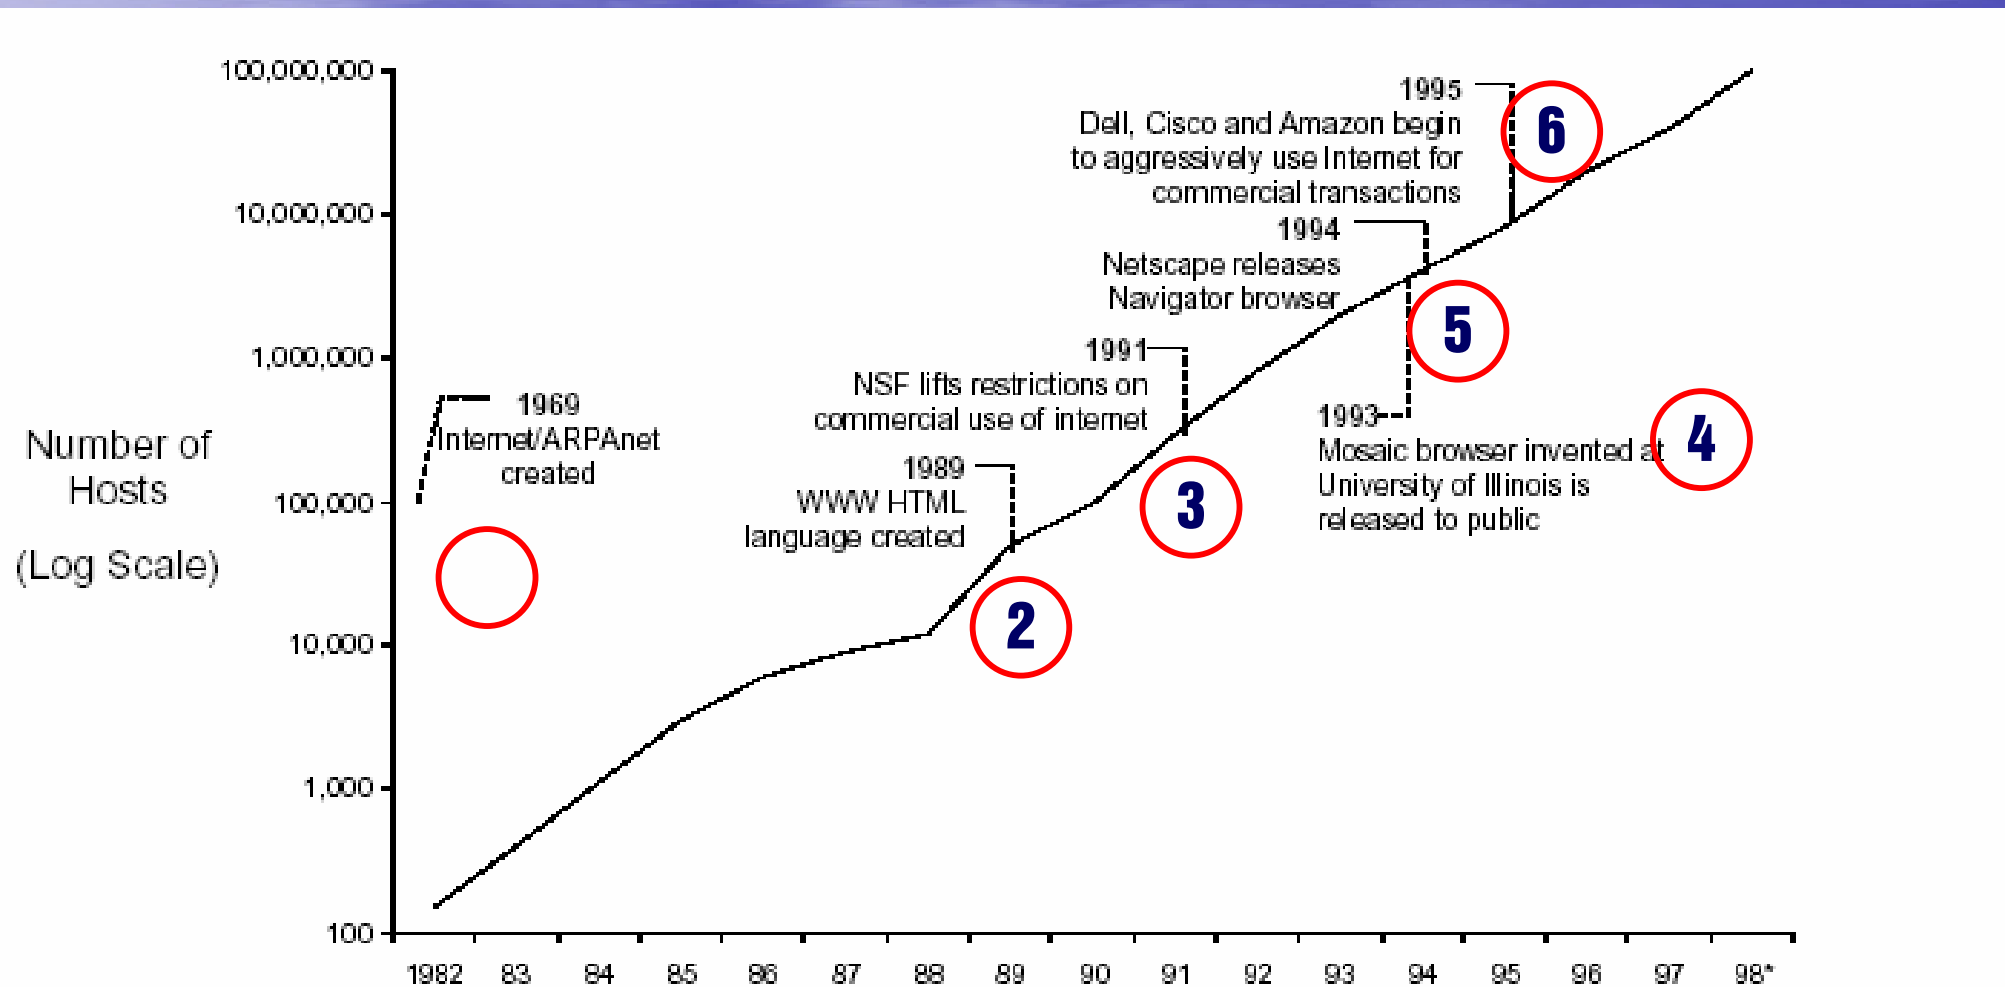 100,000,000
10,000,000
1,000,000
100,000
10,000
1,000
100
Number of
Hosts
(Log Scale)
1969
Internet/ARPAnet
created
1989
WWW HTML
language created
2
1991
NSF lifts restrictions on
commercial use of internet
3
1993
Mosaic browser invented at
University of Illinois is
released to public
4
1994
Netscape releases
Navigator browser
5
1995
Dell, Cisco and Amazon begin
to aggressively use Internet for
commercial transactions
6
1982 83 84 85 86 87 88 89 90 91 92 93 94 95 96 97 98*